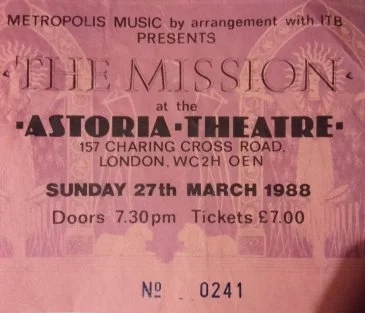 METROPOLIS MUSIC by arrangement with ITB
PRESENTS
THE MISSION
at the
ASTORIA·THEATRE
157 CHARING CROSS ROAD,
LONDON, WC2H OEN
SUNDAY 27th MARCH 1988
Doors 7.30pm Tickets £7.00
Nº 0241